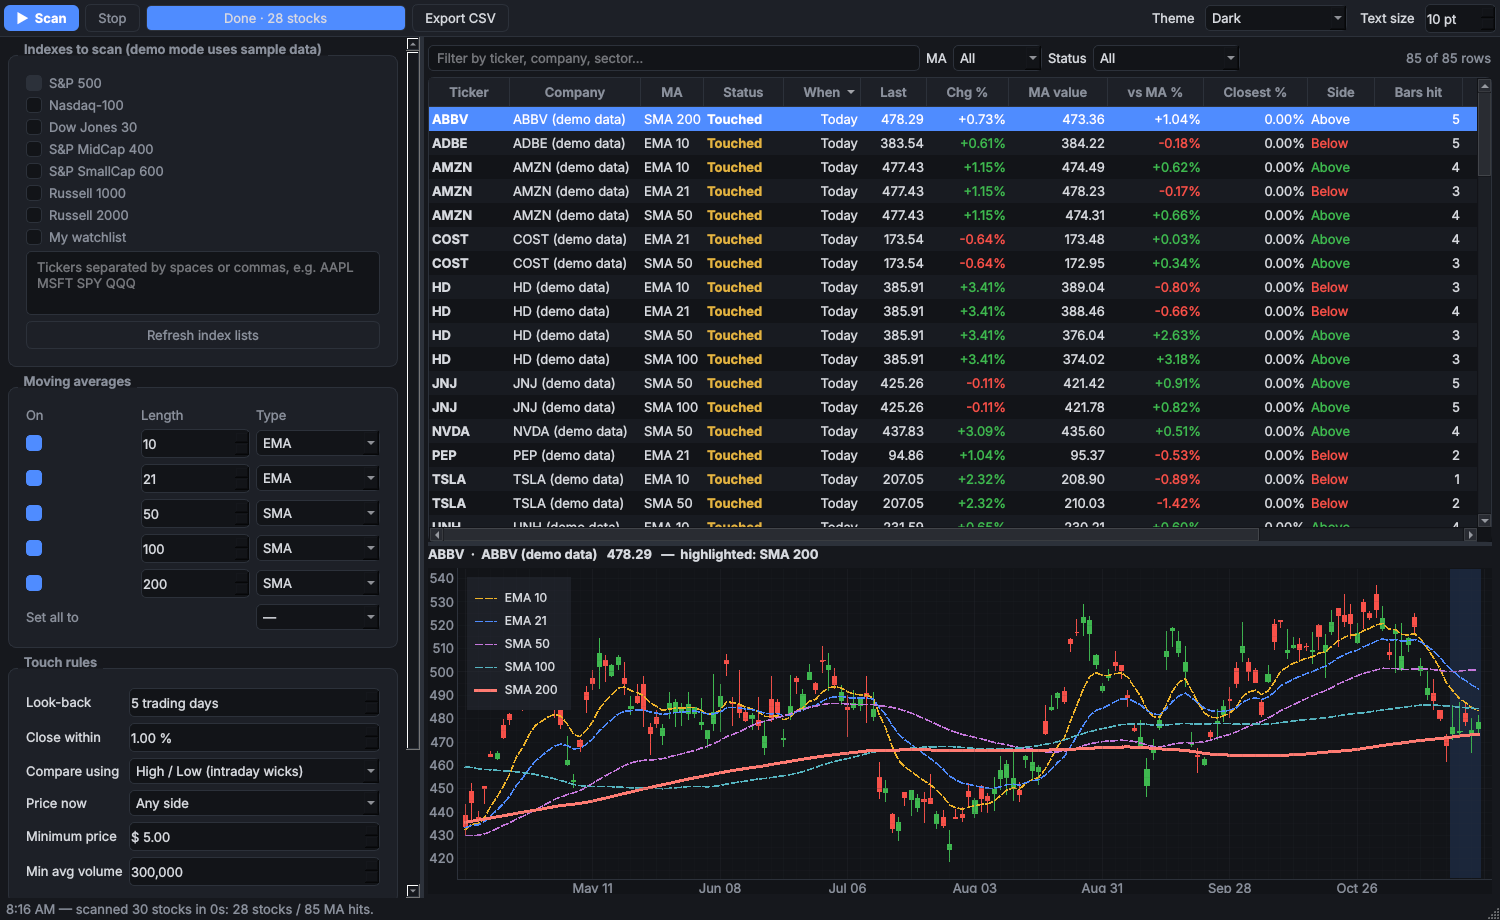 Scan Stop Done · 28 stocks Export CSV Theme Dark Text size 10 pt
Indexes to scan (demo mode uses sample data)
S&P 500
Nasdaq-100
Dow Jones 30
S&P MidCap 400
S&P SmallCap 600
Russell 1000
Russell 2000
My watchlist
Tickers separated by spaces or commas, e.g. AAPL
MSFT SPY QQQ
Refresh index lists
Moving averages
On Length Type
10 EMA
21 EMA
50 SMA
100 SMA
200 SMA
Set all to —
Touch rules
Look-back 5 trading days
Close within 1.00 %
Compare using High / Low (intraday wicks)
Price now Any side
Minimum price $ 5.00
Min avg volume 300,000
Filter by ticker, company, sector... MA All Status All 85 of 85 rows
Ticker Company MA Status When Last Chg % MA value vs MA % Closest % Side Bars hit
ABBV ABBV (demo data) SMA 200 Touched Today 478.29 +0.73% 473.36 +1.04% 0.00% Above 5
ADBE ADBE (demo data) EMA 10 Touched Today 383.54 +0.61% 384.22 -0.18% 0.00% Below 5
AMZN AMZN (demo data) EMA 10 Touched Today 477.43 +1.15% 474.49 +0.62% 0.00% Above 4
AMZN AMZN (demo data) EMA 21 Touched Today 477.43 +1.15% 478.23 -0.17% 0.00% Below 3
AMZN AMZN (demo data) SMA 50 Touched Today 477.43 +1.15% 474.31 +0.66% 0.00% Above 4
COST COST (demo data) EMA 21 Touched Today 173.54 -0.64% 173.48 +0.03% 0.00% Above 4
COST COST (demo data) SMA 50 Touched Today 173.54 -0.64% 172.95 +0.34% 0.00% Above 3
HD HD (demo data) EMA 10 Touched Today 385.91 +3.41% 389.04 -0.80% 0.00% Below 3
HD HD (demo data) EMA 21 Touched Today 385.91 +3.41% 388.46 -0.66% 0.00% Below 4
HD HD (demo data) SMA 50 Touched Today 385.91 +3.41% 376.04 +2.63% 0.00% Above 3
HD HD (demo data) SMA 100 Touched Today 385.91 +3.41% 374.02 +3.18% 0.00% Above 3
JNJ JNJ (demo data) SMA 50 Touched Today 425.26 -0.11% 421.42 +0.91% 0.00% Above 5
JNJ JNJ (demo data) SMA 100 Touched Today 425.26 -0.11% 421.78 +0.82% 0.00% Above 5
NVDA NVDA (demo data) SMA 50 Touched Today 437.83 +3.09% 435.60 +0.51% 0.00% Above 4
PEP PEP (demo data) EMA 21 Touched Today 94.86 +1.04% 95.37 -0.53% 0.00% Below 2
TSLA TSLA (demo data) EMA 10 Touched Today 207.05 +2.32% 208.90 -0.89% 0.00% Below 1
TSLA TSLA (demo data) SMA 50 Touched Today 207.05 +2.32% 210.03 -1.42% 0.00% Below 2
UNH UNH (demo data) EMA 10 Touched Today 231.59 +0.65% 230.21 +0.60% 0.00% Above 4
ABBV · ABBV (demo data) 478.29 — highlighted: SMA 200
540
530
520
510
500
490
480
470
460
450
440
430
420
EMA 10
EMA 21
SMA 50
SMA 100
SMA 200
May 11 Jun 08 Jul 06 Aug 03 Aug 31 Sep 28 Oct 26
8:16 AM — scanned 30 stocks in 0s: 28 stocks / 85 MA hits.